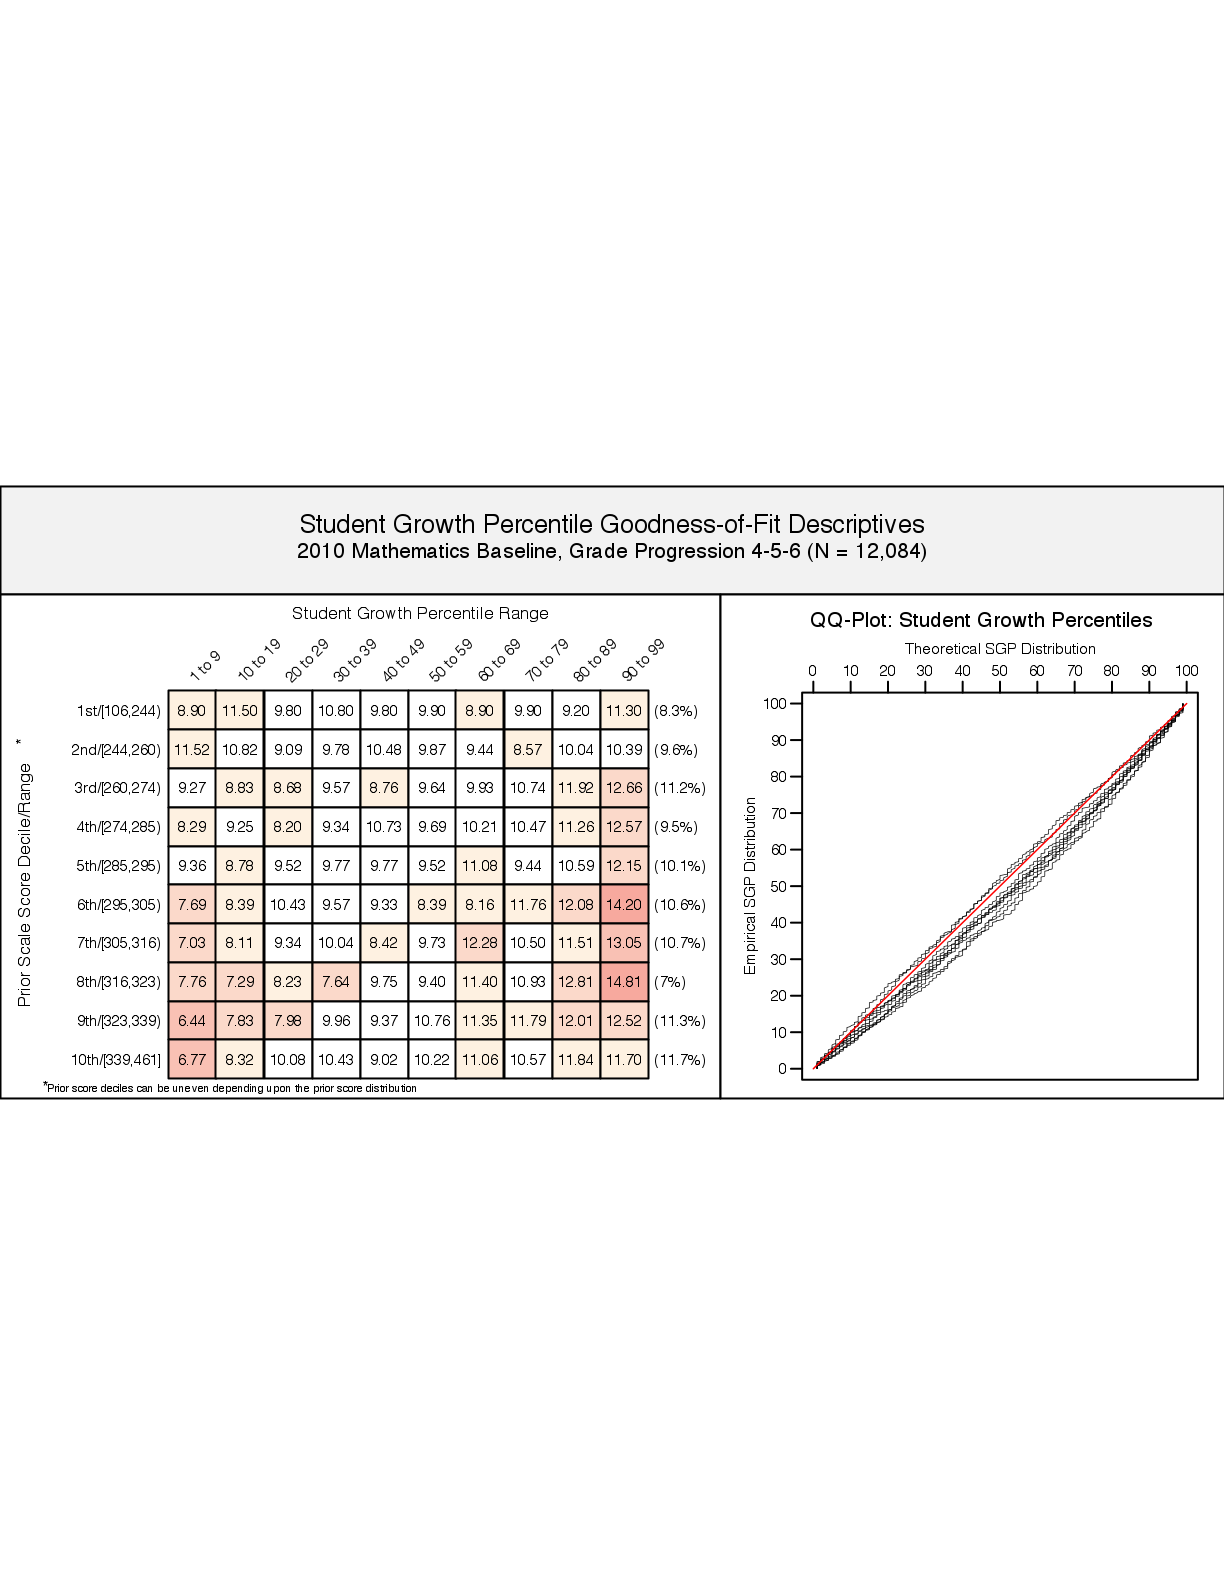 Student Growth Percentile Goodness-of-Fit Descriptives
2010 Mathematics Baseline, Grade Progression 4-5-6 (N = 12,084)
Student Growth Percentile Range
1 to 9 10 to 19 20 to 29 30 to 39 40 to 49 50 to 59 60 to 69 70 to 79 80 to 89 90 to 99
Prior Scale Score Decile/Range *
1st/[106,244) 8.90 11.50 9.80 10.80 9.80 9.90 8.90 9.90 9.20 11.30 (8.3%)
2nd/[244,260) 11.52 10.82 9.09 9.78 10.48 9.87 9.44 8.57 10.04 10.39 (9.6%)
3rd/[260,274) 9.27 8.83 8.68 9.57 8.76 9.64 9.93 10.74 11.92 12.66 (11.2%)
4th/[274,285) 8.29 9.25 8.20 9.34 10.73 9.69 10.21 10.47 11.26 12.57 (9.5%)
5th/[285,295) 9.36 8.78 9.52 9.77 9.77 9.52 11.08 9.44 10.59 12.15 (10.1%)
6th/[295,305) 7.69 8.39 10.43 9.57 9.33 8.39 8.16 11.76 12.08 14.20 (10.6%)
7th/[305,316) 7.03 8.11 9.34 10.04 8.42 9.73 12.28 10.50 11.51 13.05 (10.7%)
8th/[316,323) 7.76 7.29 8.23 7.64 9.75 9.40 11.40 10.93 12.81 14.81 (7%)
9th/[323,339) 6.44 7.83 7.98 9.96 9.37 10.76 11.35 11.79 12.01 12.52 (11.3%)
10th/[339,461] 6.77 8.32 10.08 10.43 9.02 10.22 11.06 10.57 11.84 11.70 (11.7%)
*Prior score deciles can be uneven depending upon the prior score distribution
QQ-Plot: Student Growth Percentiles
Theoretical SGP Distribution
0 10 20 30 40 50 60 70 80 90 100
Empirical SGP Distribution
100
90
80
70
60
50
40
30
20
10
0